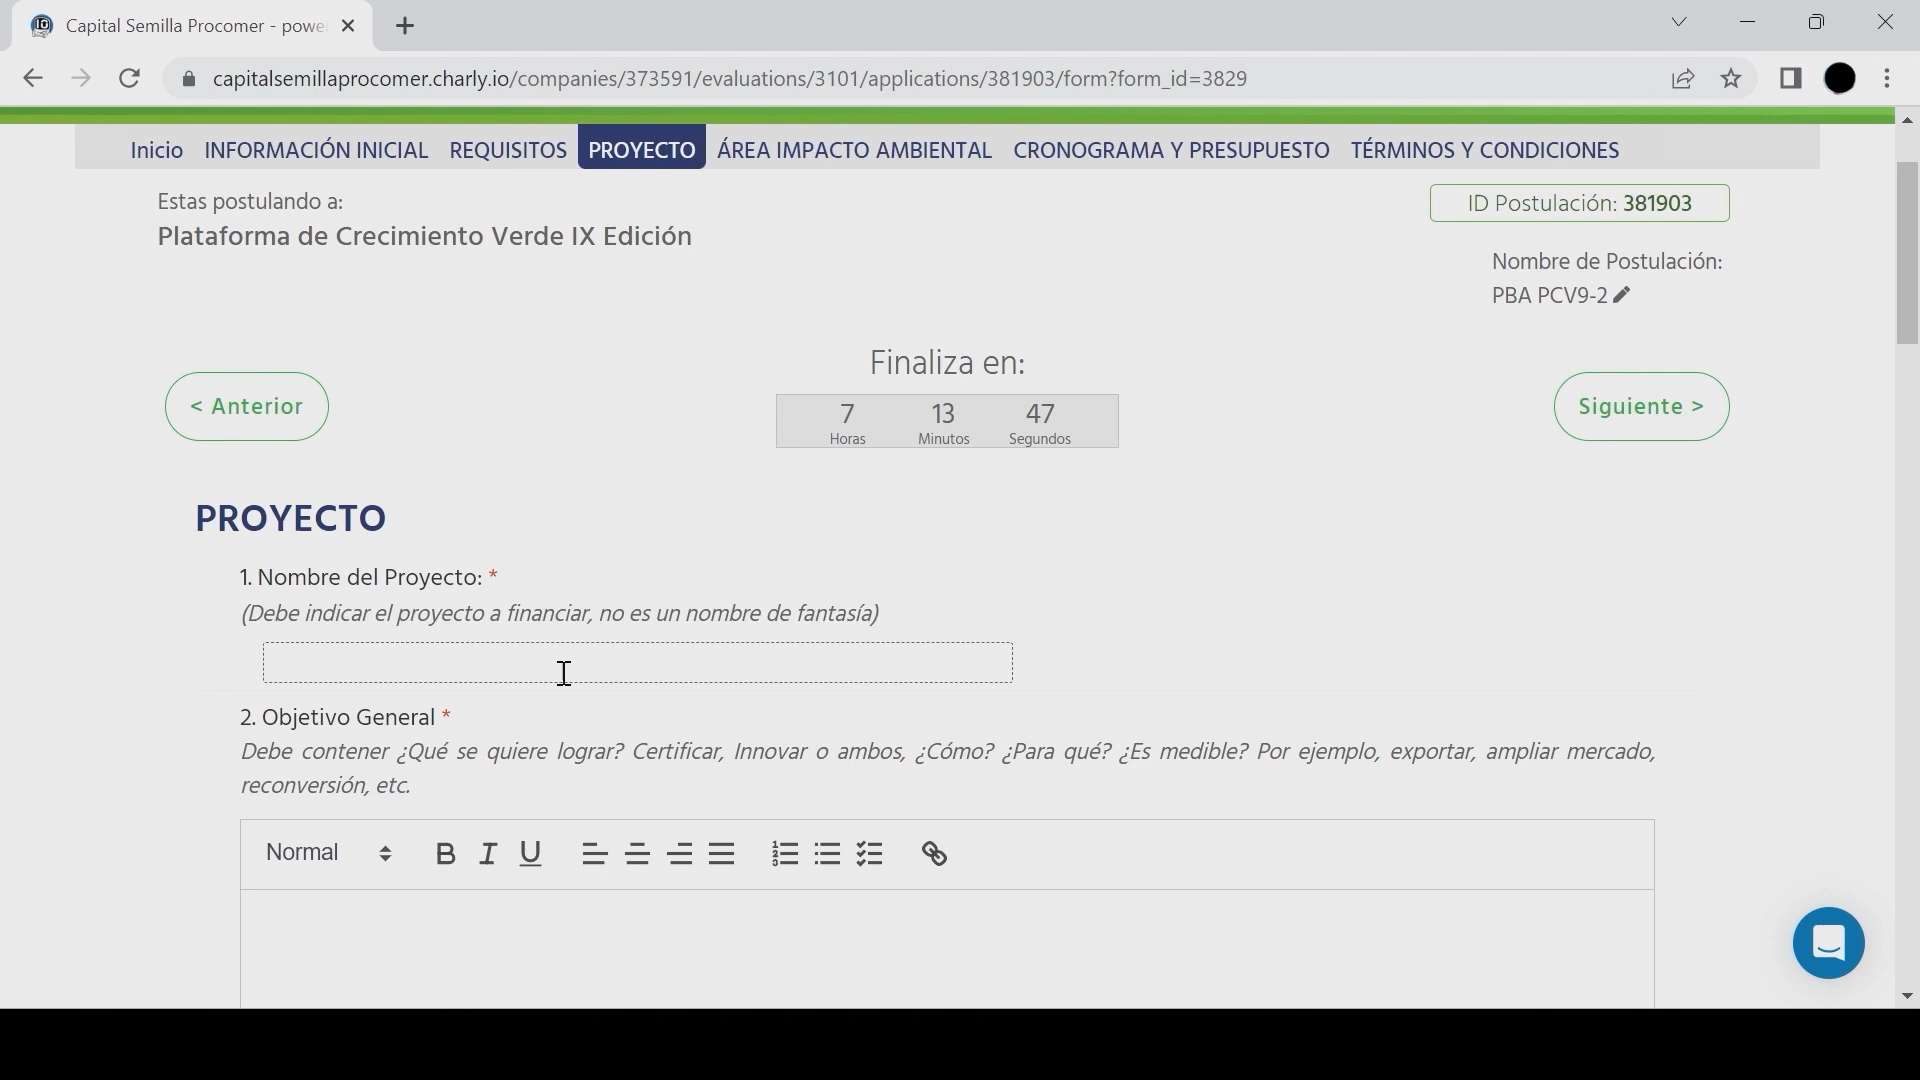 Capital Semilla Procomer - powe
capitalsemillaprocomer.charly.io/companies/373591/evaluations/3101/applications/381903/form?form_id=3829
Inicio INFORMACIÓN INICIAL REQUISITOS PROYECTO ÁREA IMPACTO AMBIENTAL CRONOGRAMA Y PRESUPUESTO TÉRMINOS Y CONDICIONES
Estas postulando a:
Plataforma de Crecimiento Verde IX Edición
ID Postulación: 381903
Nombre de Postulación:
PBA PCV9-2
Finaliza en:
< Anterior
7 13 47
Horas Minutos Segundos
Siguiente >
PROYECTO
1. Nombre del Proyecto: *
(Debe indicar el proyecto a financiar, no es un nombre de fantasía)
2. Objetivo General *
Debe contener ¿Qué se quiere lograr? Certificar, Innovar o ambos, ¿Cómo? ¿Para qué? ¿Es medible? Por ejemplo, exportar, ampliar mercado,
reconversión, etc.
Normal B I U